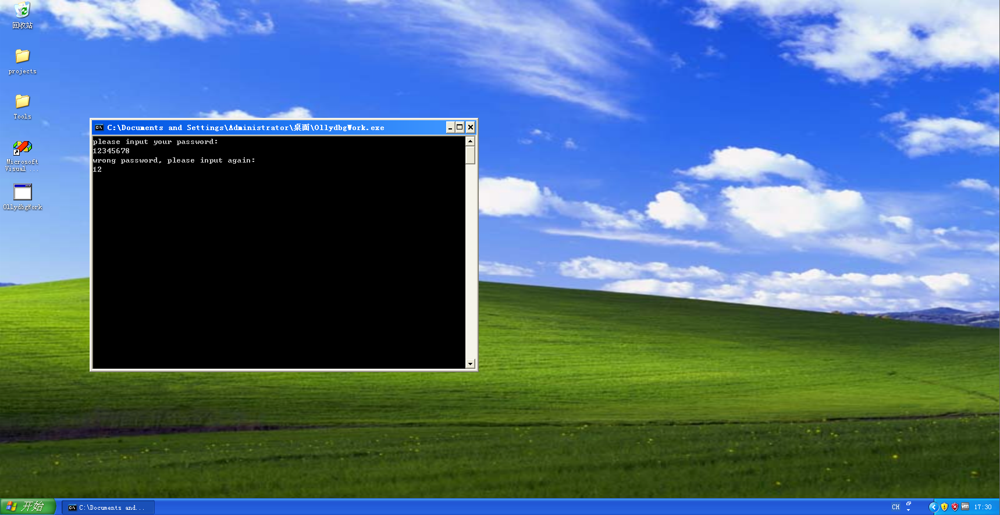 回收站
projects
Tools
Microsoft
Visual ...
OllydbgWork
C:\Documents and Settings\Administrator\桌面\OllydbgWork.exe
please input your password:
12345678
wrong password, please input again:
12
开始
C:\Documents and...
CH
17:30